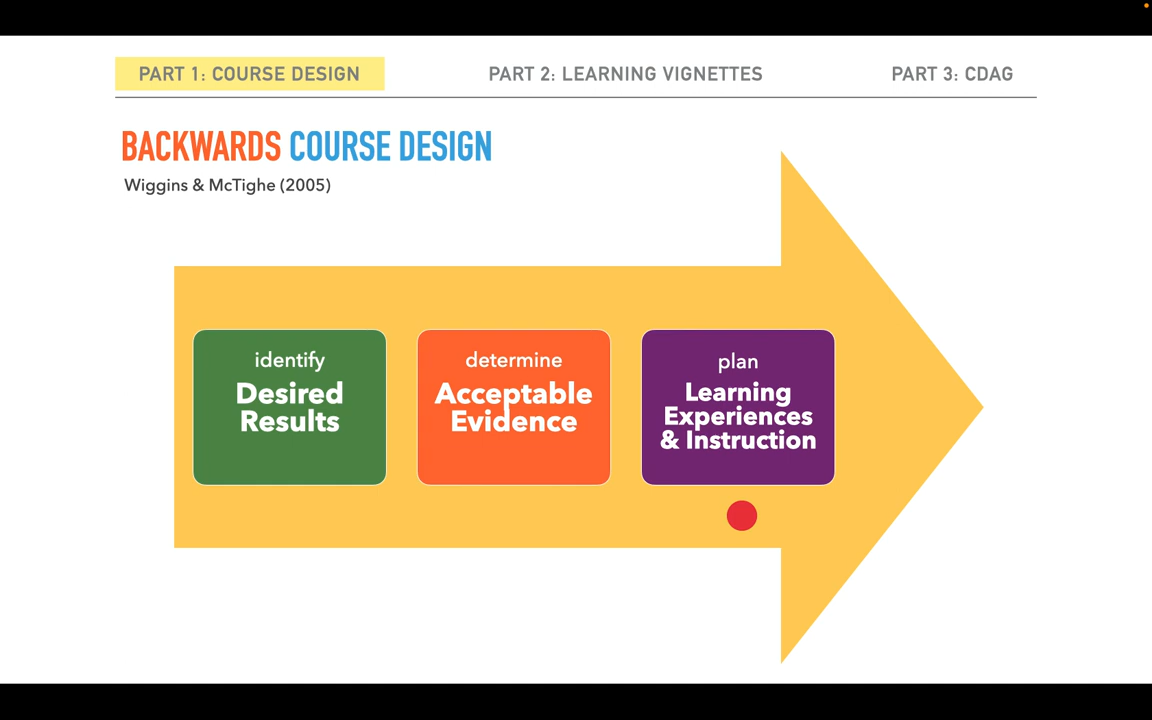 PART 1: COURSE DESIGN
PART 2: LEARNING VIGNETTES
PART 3: CDAG
BACKWARDS COURSE DESIGN
Wiggins & McTighe (2005)
identify
Desired
Results
determine
Acceptable
Evidence
plan
Learning
Experiences
& Instruction